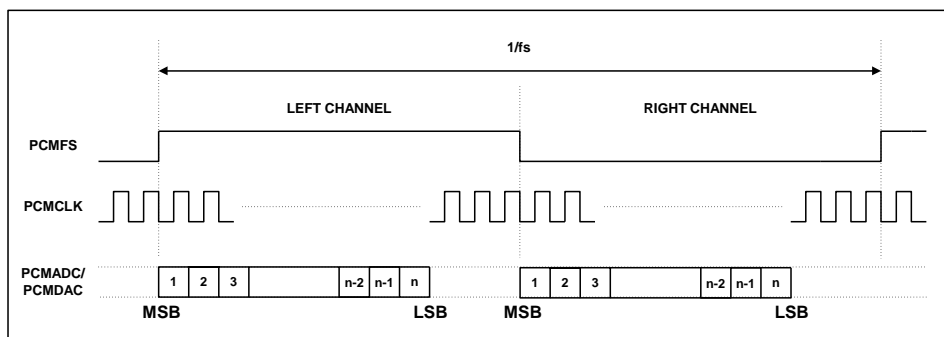 1/fs
LEFT CHANNEL RIGHT CHANNEL
PCMFS
PCMCLK
PCMADC/
PCMDAC
1 2 3 n-2 n-1 n 1 2 3 n-2 n-1 n
MSB LSB MSB LSB